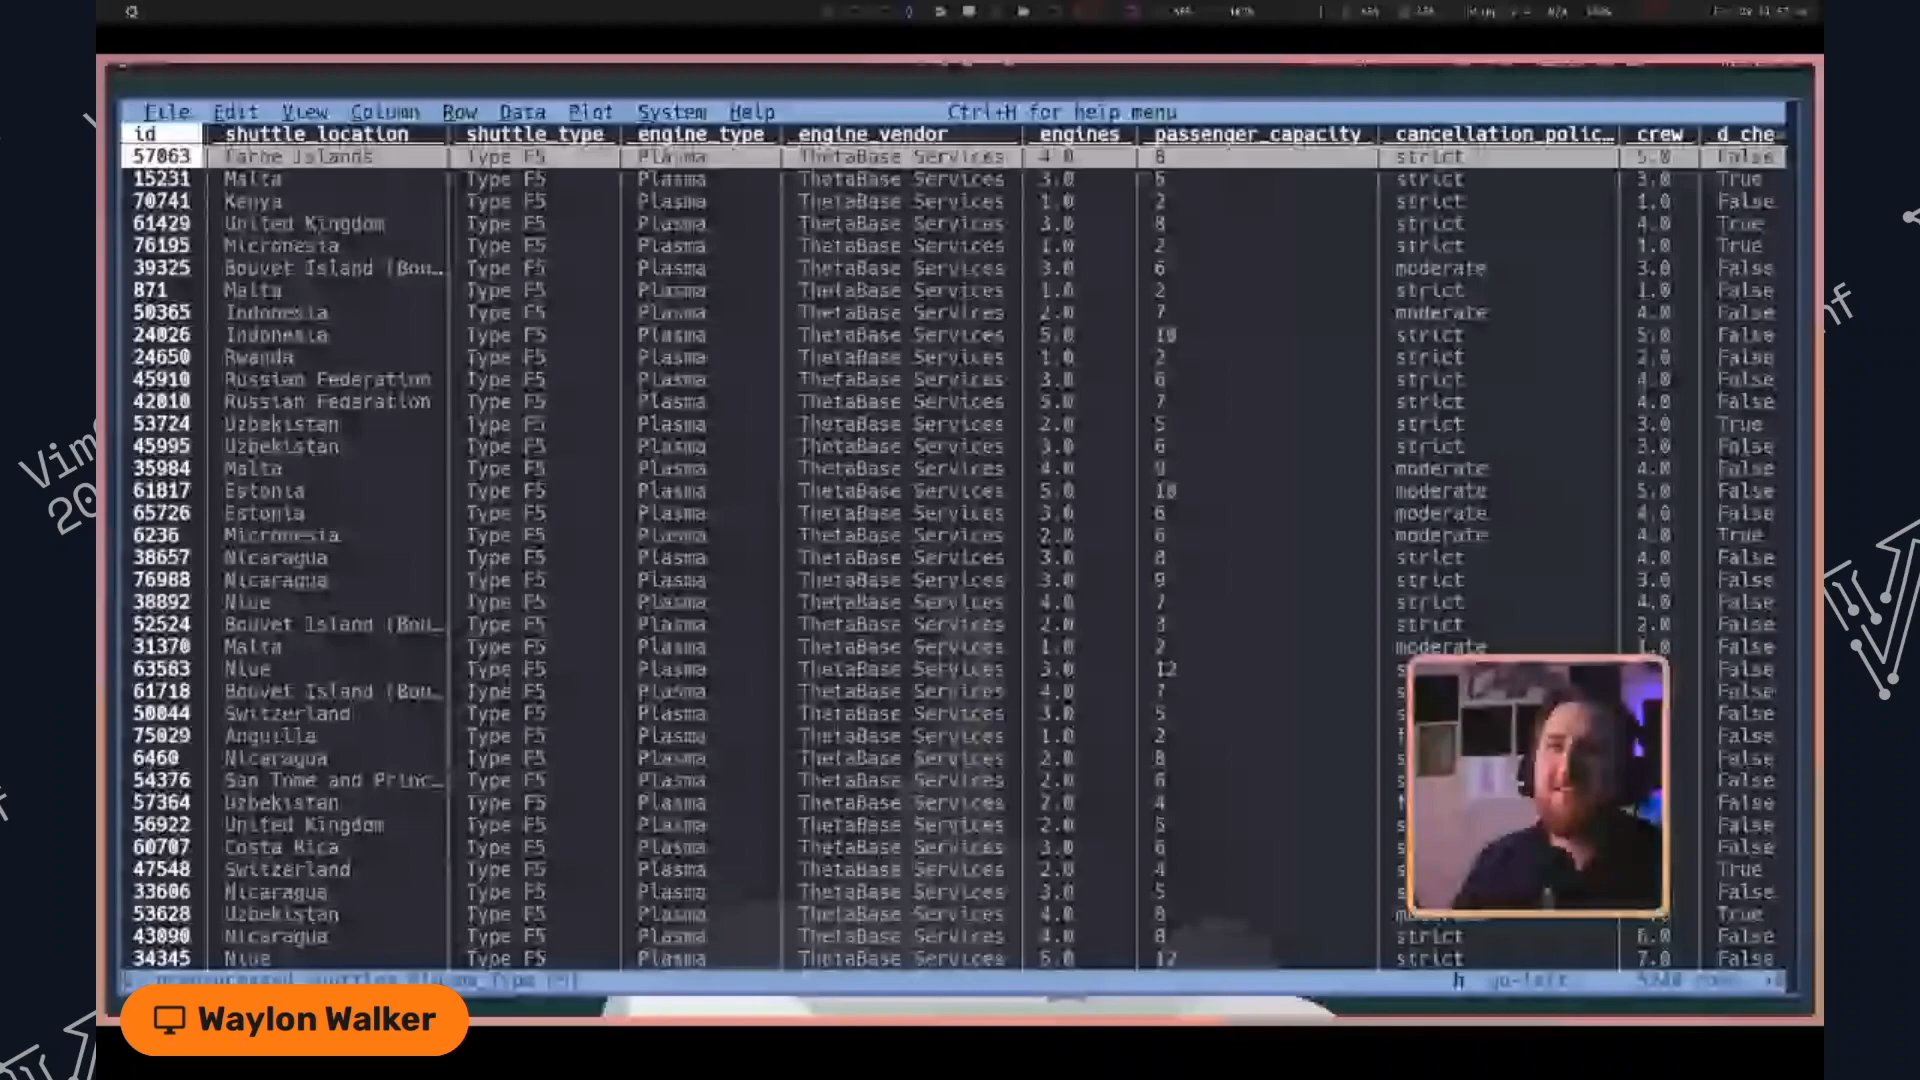 File Edit View Column Row Data Plot System Help Ctrl+H for help menu
id shuttle_location shuttle_type engine_type engine_vendor engines passenger_capacity cancellation_polic… crew d_che
57063 Faroe Islands Type F5 Plasma ThetaBase Services 4.0 8 strict 5.0 False
15231 Malta Type F5 Plasma ThetaBase Services 3.0 5 strict 3.0 True
70741 Kenya Type F5 Plasma ThetaBase Services 1.0 2 strict 1.0 False
61429 United Kingdom Type F5 Plasma ThetaBase Services 3.0 8 strict 4.0 True
76195 Micronesia Type F5 Plasma ThetaBase Services 1.0 2 strict 1.0 True
39325 Bouvet Island (Bou… Type F5 Plasma ThetaBase Services 3.0 6 moderate 3.0 False
871 Malta Type F5 Plasma ThetaBase Services 1.0 2 strict 1.0 False
50365 Indonesia Type F5 Plasma ThetaBase Services 2.0 7 moderate 4.0 False
24026 Indonesia Type F5 Plasma ThetaBase Services 5.0 10 strict 5.0 False
24650 Rwanda Type F5 Plasma ThetaBase Services 1.0 2 strict 2.0 False
45910 Russian Federation Type F5 Plasma ThetaBase Services 3.0 6 strict 4.0 False
42010 Russian Federation Type F5 Plasma ThetaBase Services 5.0 7 strict 4.0 False
53724 Uzbekistan Type F5 Plasma ThetaBase Services 2.0 5 strict 3.0 True
45995 Uzbekistan Type F5 Plasma ThetaBase Services 3.0 6 strict 3.0 False
35984 Malta Type F5 Plasma ThetaBase Services 4.0 9 moderate 4.0 False
61817 Estonia Type F5 Plasma ThetaBase Services 5.0 10 moderate 5.0 False
65726 Estonia Type F5 Plasma ThetaBase Services 3.0 6 moderate 4.0 False
6236 Micronesia Type F5 Plasma ThetaBase Services 2.0 6 moderate 4.0 True
38657 Nicaragua Type F5 Plasma ThetaBase Services 3.0 8 strict 4.0 False
76988 Nicaragua Type F5 Plasma ThetaBase Services 3.0 9 strict 3.0 False
38892 Niue Type F5 Plasma ThetaBase Services 4.0 7 strict 4.0 False
52524 Bouvet Island (Bou… Type F5 Plasma ThetaBase Services 2.0 3 strict 2.0 False
31370 Malta Type F5 Plasma ThetaBase Services 1.0 2 moderate 1.0 False
63583 Niue Type F5 Plasma ThetaBase Services 3.0 12 False
61718 Bouvet Island (Bou… Type F5 Plasma ThetaBase Services 4.0 7 False
50044 Switzerland Type F5 Plasma ThetaBase Services 3.0 5 False
75029 Anguilla Type F5 Plasma ThetaBase Services 1.0 2 False
6460 Nicaragua Type F5 Plasma ThetaBase Services 2.0 8 False
54376 San Tome and Princ… Type F5 Plasma ThetaBase Services 2.0 6 False
57364 Uzbekistan Type F5 Plasma ThetaBase Services 2.0 4 False
56922 United Kingdom Type F5 Plasma ThetaBase Services 2.0 5 False
60707 Costa Rica Type F5 Plasma ThetaBase Services 3.0 6 False
47548 Switzerland Type F5 Plasma ThetaBase Services 2.0 4 True
33606 Nicaragua Type F5 Plasma ThetaBase Services 3.0 5 False
53628 Uzbekistan Type F5 Plasma ThetaBase Services 4.0 8 True
43090 Nicaragua Type F5 Plasma ThetaBase Services 4.0 8 strict 6.0 False
34345 Niue Type F5 Plasma ThetaBase Services 5.0 12 strict 7.0 False
h go-left
Waylon Walker